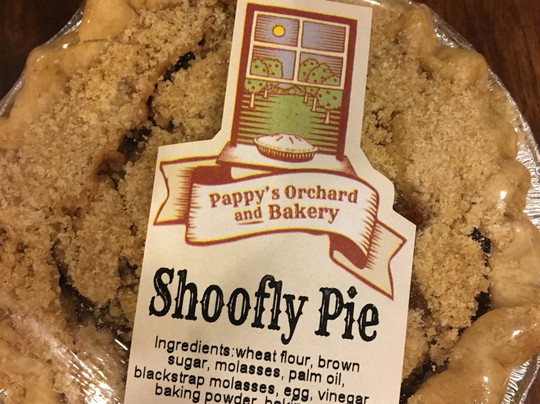 Pappy's Orchard
and Bakery
Shoofly Pie
Ingredients:wheat flour, brown
sugar, molasses, palm oil,
blackstrap molasses, egg, vinegar
baking powder,